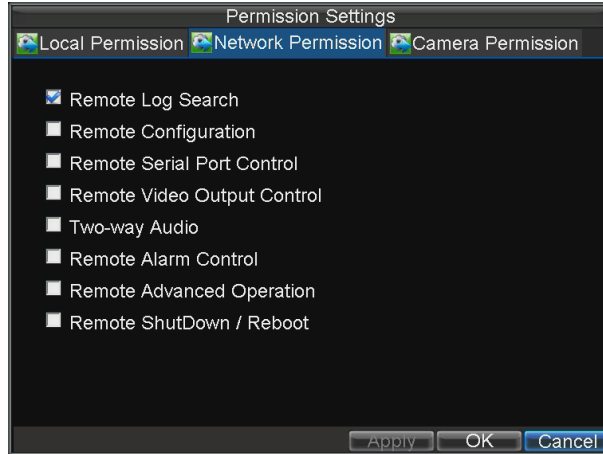 Permission Settings
Local Permission Network Permission Camera Permission
Remote Log Search
Remote Configuration
Remote Serial Port Control
Remote Video Output Control
Two-way Audio
Remote Alarm Control
Remote Advanced Operation
Remote ShutDown / Reboot
Apply OK Cancel